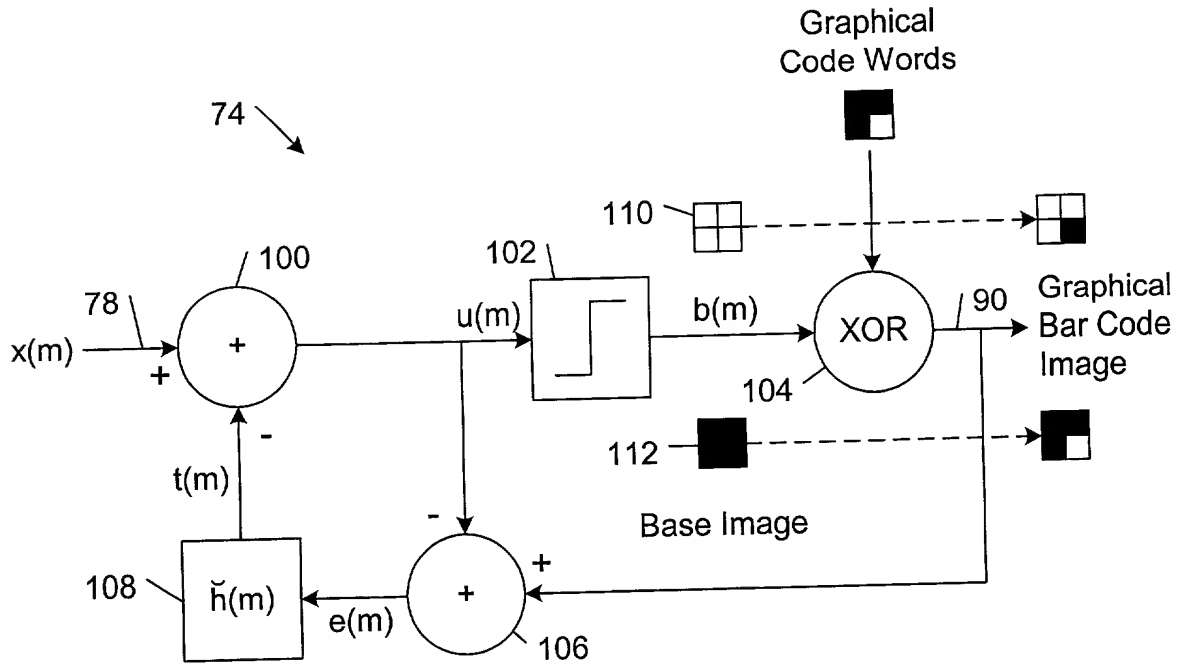 Graphical
Code Words
74
110
100
102
78
x(m)
+
+
u(m)
b(m)
XOR
90
Graphical
Bar Code
Image
104
-
t(m)
112
Base Image
-
+
108
h̆(m)
e(m)
+
106